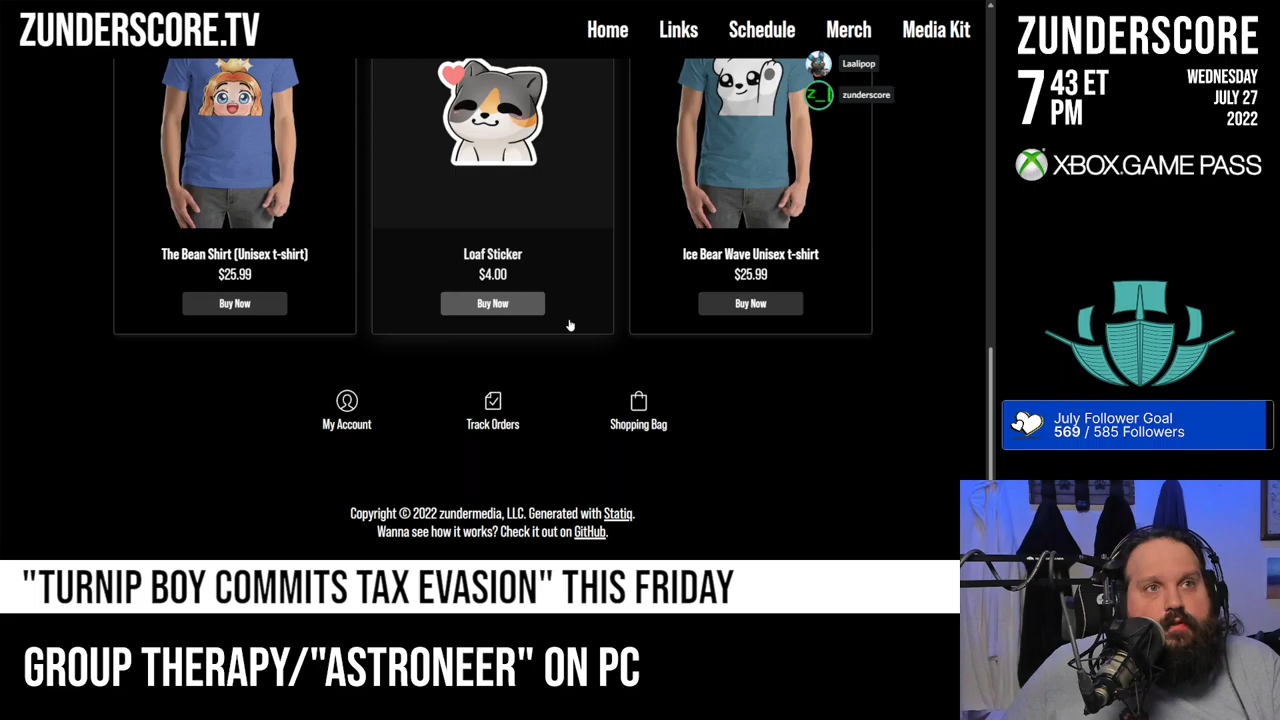 ZUNDERSCORE.TV
Home Links Schedule Merch Media Kit
Laalipop
z_[ zunderscore
The Bean Shirt (Unisex t-shirt)
$25.99
Buy Now
Loaf Sticker
$4.00
Buy Now
Ice Bear Wave Unisex t-shirt
$25.99
Buy Now
My Account
Track Orders
Shopping Bag
Copyright © 2022 zundermedia, LLC. Generated with Statiq.
Wanna see how it works? Check it out on GitHub.
"TURNIP BOY COMMITS TAX EVASION" THIS FRIDAY
GROUP THERAPY/"ASTRONEER" ON PC
ZUNDERSCORE
7 43 ET
PM
WEDNESDAY
JULY 27
2022
XBOX.GAME PASS
July Follower Goal
569 / 585 Followers